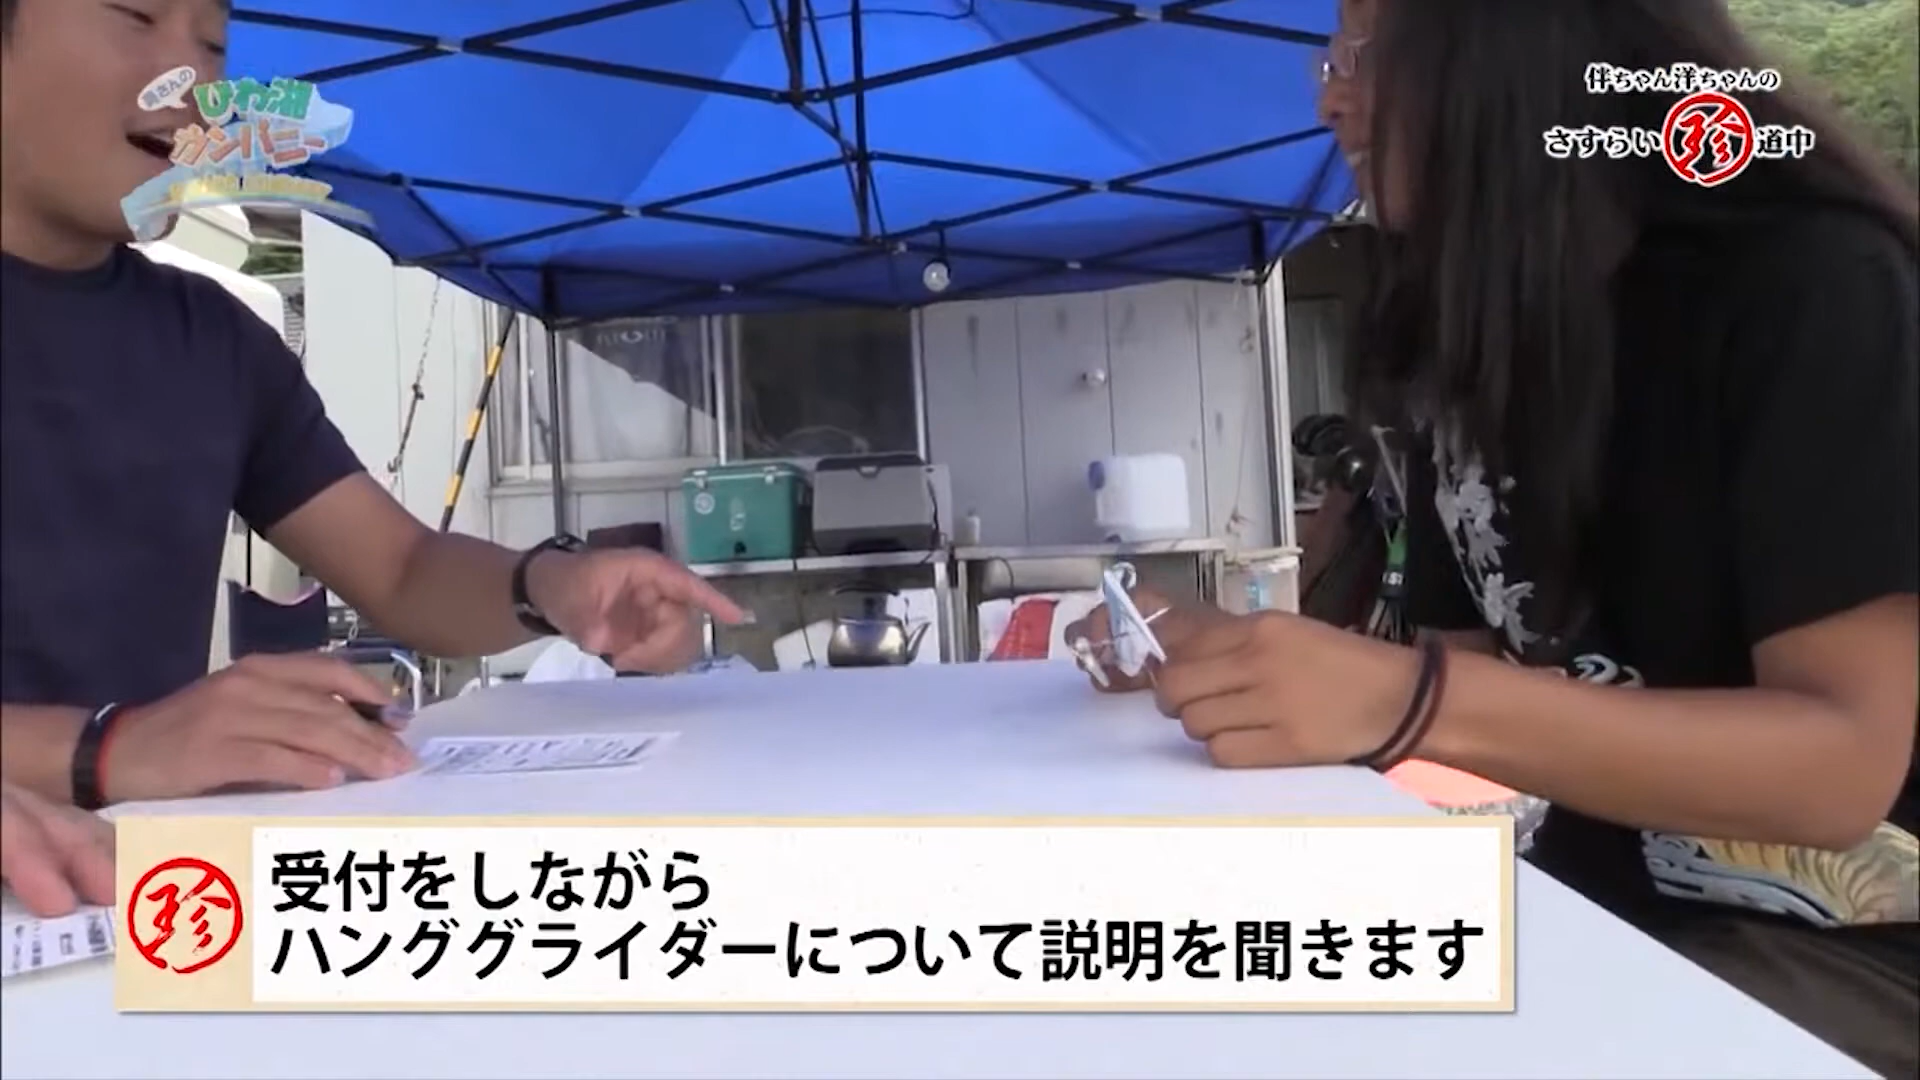 びわ湖
カンパニー
伴ちゃん洋ちゃんの
さすらい珍道中
珍
受付をしながら
ハンググライダーについて説明を聞きます